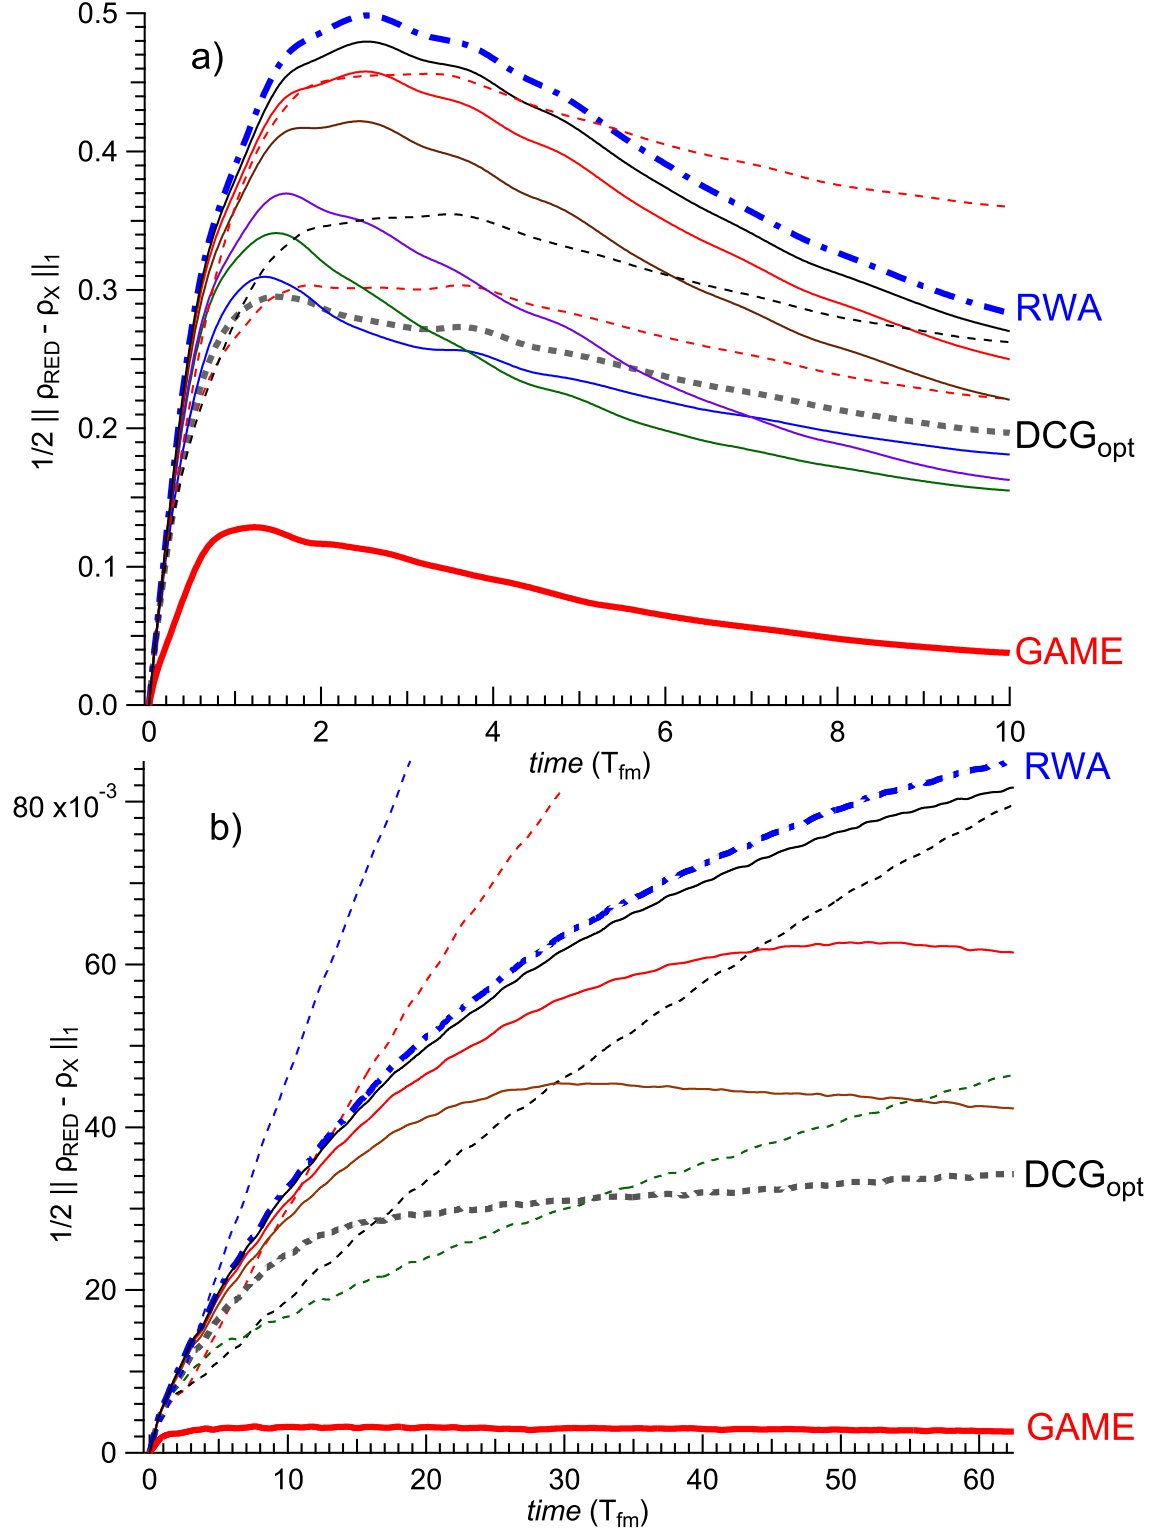 a)
0.5
0.4
0.3
0.2
0.1
0.0
1/2 || ρRED - ρX ||1
RWA
DCGopt
GAME
0 2 4 6 8 10
time (Tfm)
b)
80 x10-3
60
40
20
0
1/2 || ρRED - ρX ||1
RWA
DCGopt
GAME
0 10 20 30 40 50 60
time (Tfm)